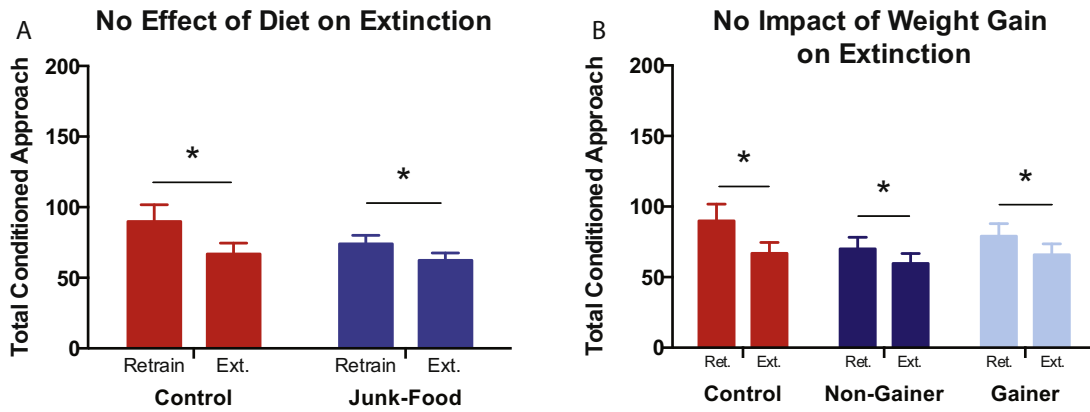 A
No Effect of Diet on Extinction
Total Conditioned Approach
200
150
100
50
0
*
*
Retrain Ext. Retrain Ext.
Control Junk-Food
B
No Impact of Weight Gain
on Extinction
Total Conditioned Approach
200
150
100
50
0
*
*
*
Ret. Ext. Ret. Ext. Ret. Ext.
Control Non-Gainer Gainer